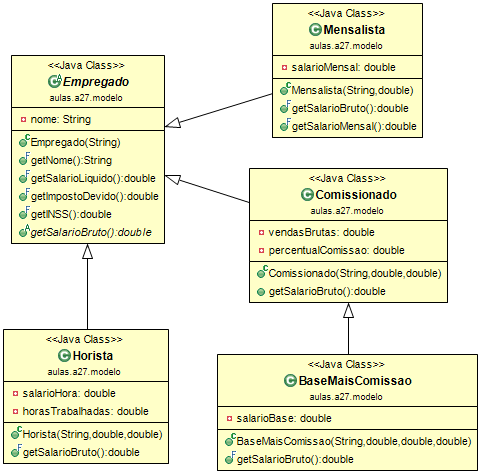 <<Java Class>>
Empregado
aulas.a27.modelo
nome: String
Empregado(String)
getNome():String
getSalarioLiquido():double
getImpostoDevido():double
getINSS():double
getSalarioBruto():double
<<Java Class>>
Mensalista
aulas.a27.modelo
salarioMensal: double
Mensalista(String,double)
getSalarioBruto():double
getSalarioMensal():double
<<Java Class>>
Comissionado
aulas.a27.modelo
vendasBrutas: double
percentualComissao: double
Comissionado(String,double,double)
getSalarioBruto():double
<<Java Class>>
Horista
aulas.a27.modelo
salarioHora: double
horasTrabalhadas: double
Horista(String,double,double)
getSalarioBruto():double
<<Java Class>>
BaseMaisComissao
aulas.a27.modelo
salarioBase: double
BaseMaisComissao(String,double,double,double)
getSalarioBruto():double